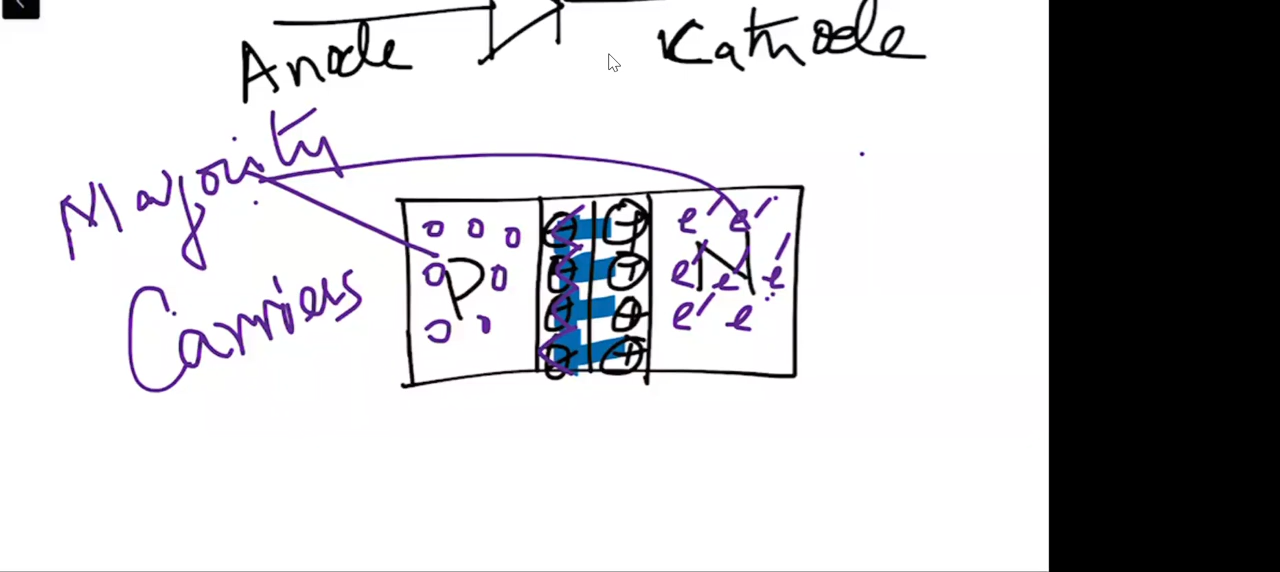 Anode Kathode
Majority
Carriers
P N
o o o
o o
o o
e⁻ e⁻
e⁻ e⁻ e⁻
e⁻ e